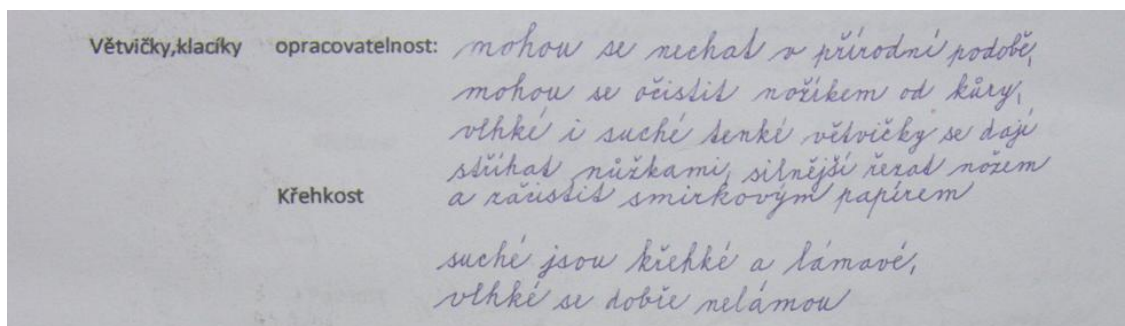 Větvičky,klacíky opracovatelnost: mohou se nechat v přírodní podobě,
mohou se očistit nožíkem od kůry,
vlhké i suché tenké větvičky se dají
stříhat nůžkami, silnější řezat nožem
Křehkost a začistit smirkovým papírem
suché jsou křehké a lámavé,
vlhké se dobře nelámou